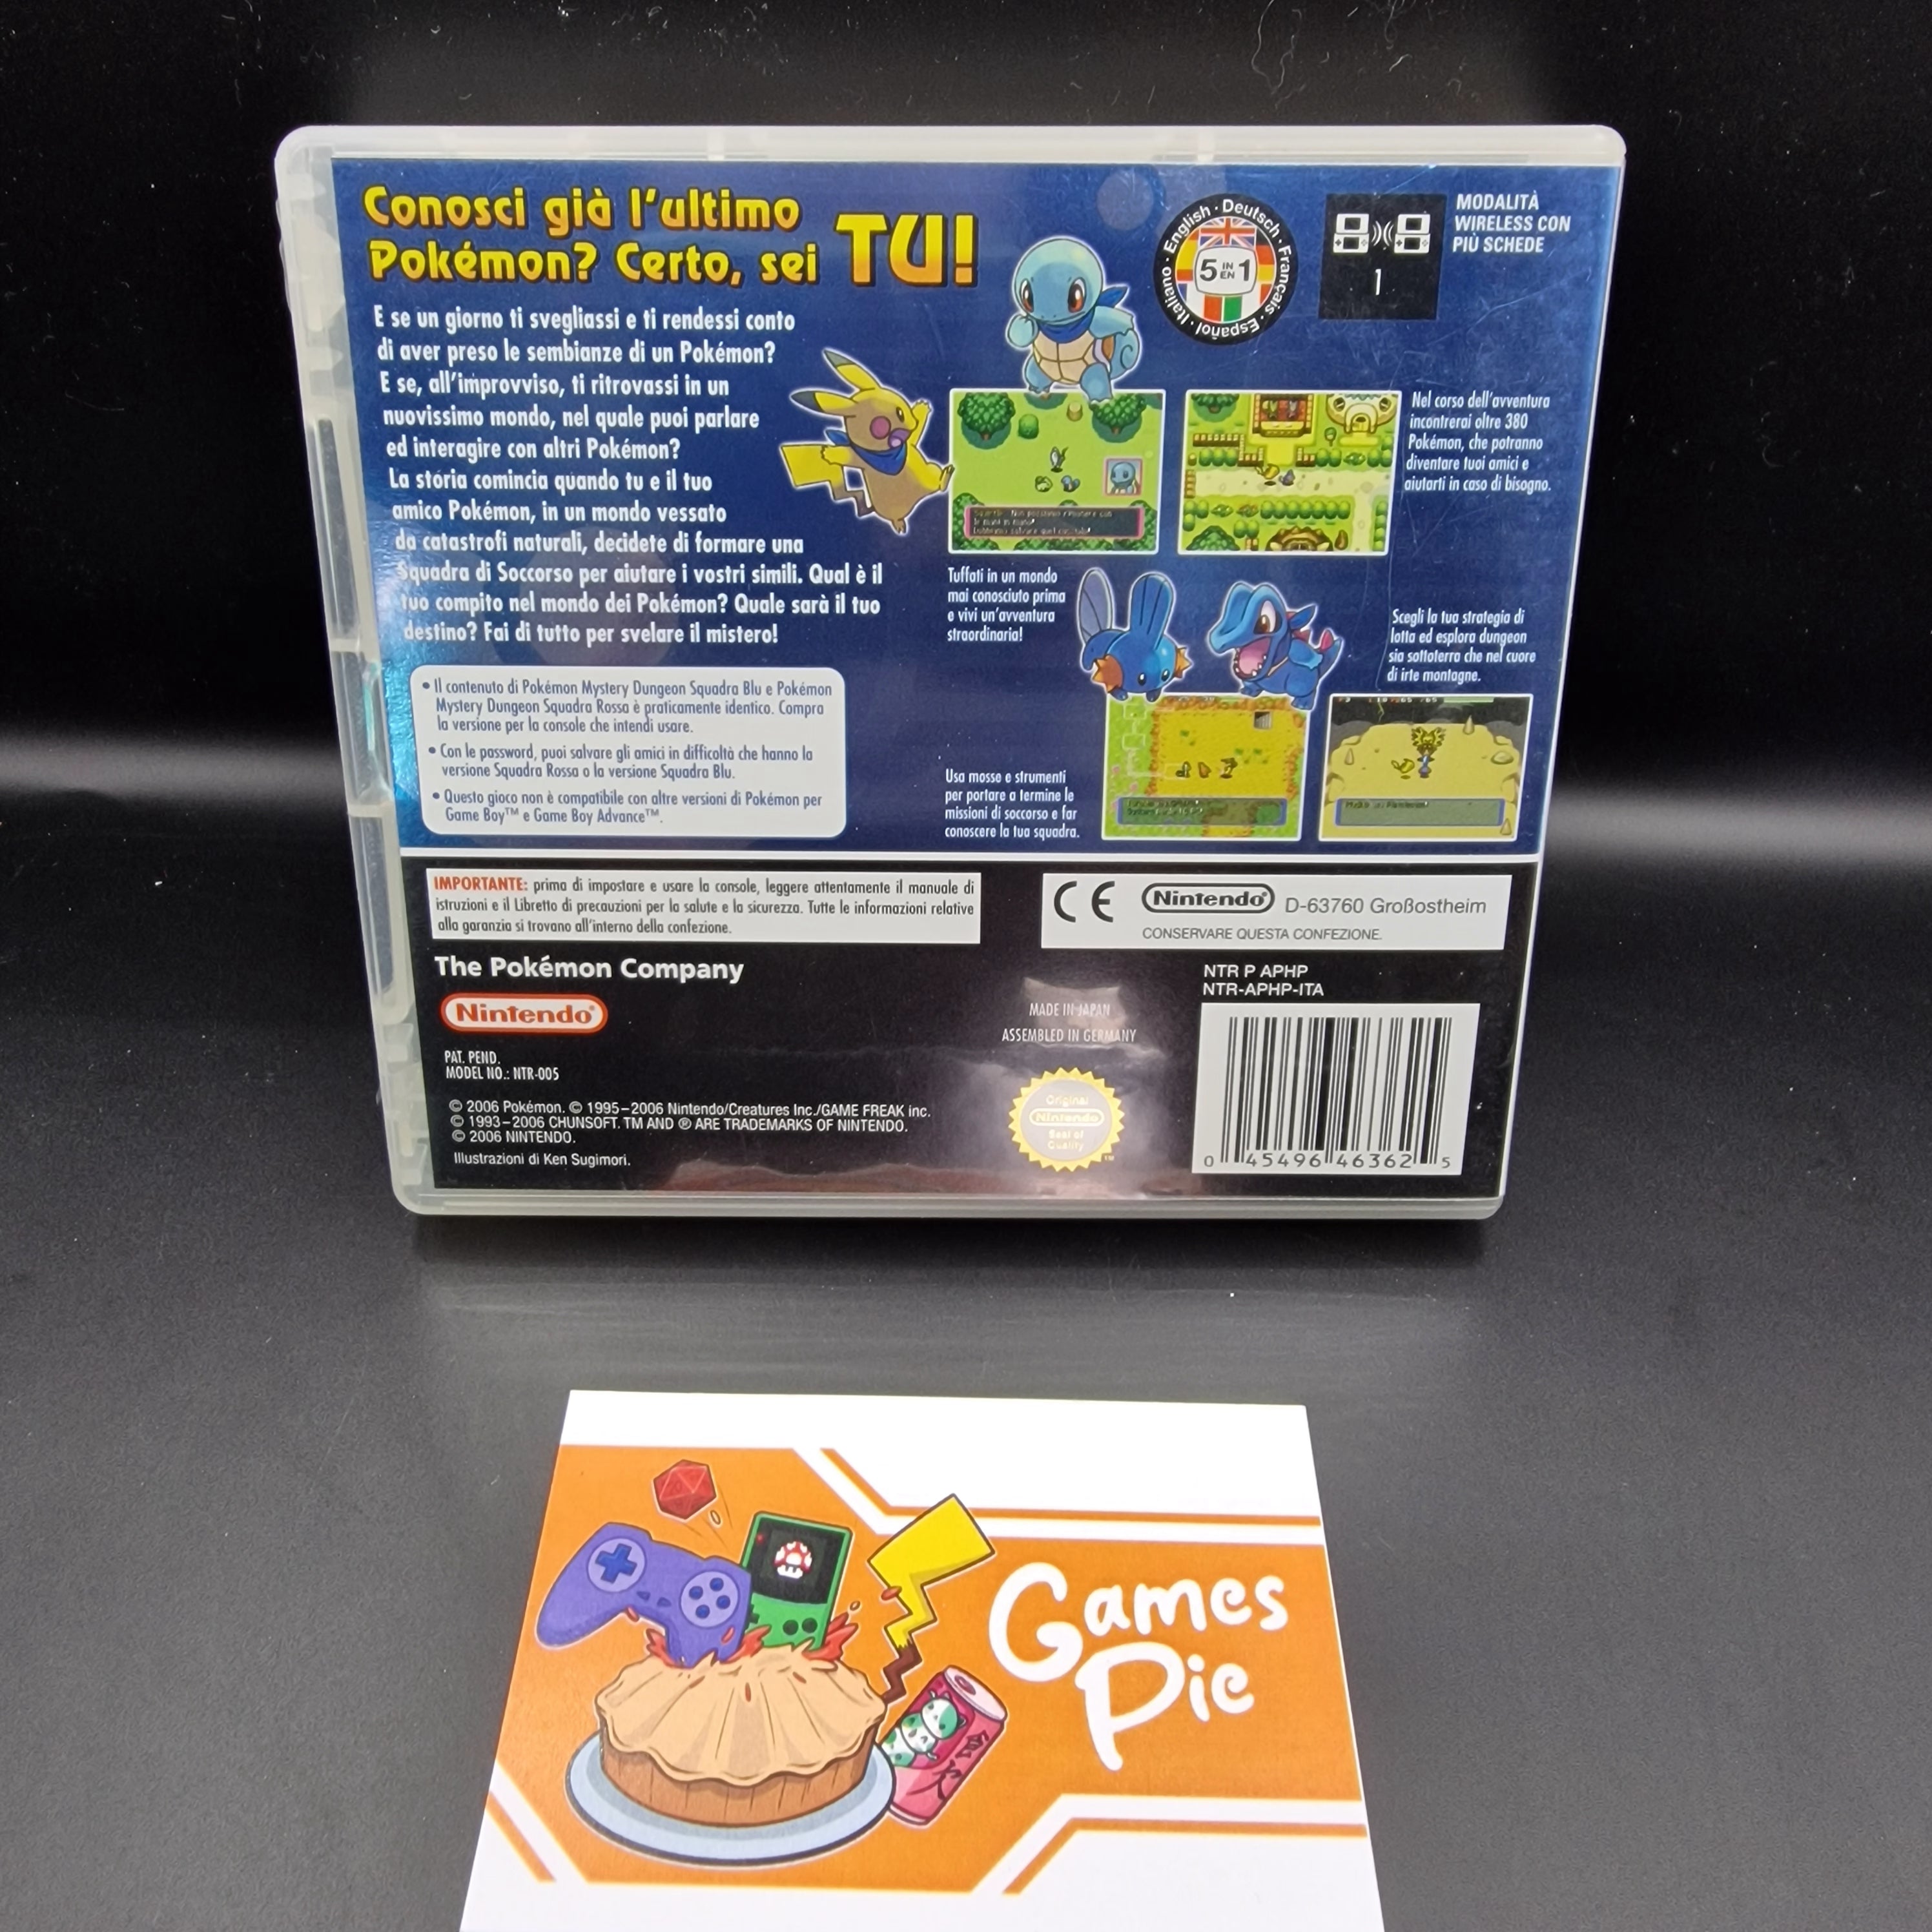 Conosci già l'ultimo
Pokémon? Certo, sei TU!
E se un giorno ti svegliassi e ti rendessi conto
di aver preso le sembianze di un Pokémon?
E se, all'improvviso, ti ritrovassi in un
nuovissimo mondo, nel quale puoi parlare
ed interagire con altri Pokémon?
La storia comincia quando tu e il tuo
amico Pokémon, in un mondo vessato
da catastrofi naturali, decidete di formare una
Squadra di Soccorso per aiutare i vostri simili. Qual è il
tuo compito nel mondo dei Pokémon? Quale sarà il tuo
destino? Fai di tutto per svelare il mistero!
• Il contenuto di Pokémon Mystery Dungeon Squadra Blu e Pokémon
Mystery Dungeon Squadra Rossa è praticamente identico. Compra
la versione per la console che intendi usare.
• Con le password, puoi salvare gli amici in difficoltà che hanno la
versione Squadra Rossa o la versione Squadra Blu.
• Questo gioco non è compatibile con altre versioni di Pokémon per
Game Boy™ e Game Boy Advance™.
English · Deutsch · Français · Español · Italiano ·
5 IN EN 1
1
MODALITÀ
WIRELESS CON
PIÙ SCHEDE
Nel corso dell'avventura
incontrerai oltre 380
Pokémon, che potranno
diventare tuoi amici e
aiutarti in caso di bisogno.
Tuffati in un mondo
mai conosciuto prima
e vivi un'avventura
straordinaria!
Scegli la tua strategia di
lotta ed esplora dungeon
sia sottoterra che nel cuore
di irte montagne.
Usa mosse e strumenti
per portare a termine le
missioni di soccorso e far
conoscere la tua squadra.
IMPORTANTE: prima di impostare e usare la console, leggere attentamente il manuale di
istruzioni e il Libretto di precauzioni per la salute e la sicurezza. Tutte le informazioni relative
alla garanzia si trovano all'interno della confezione.
CE Nintendo® D-63760 Großostheim
CONSERVARE QUESTA CONFEZIONE.
The Pokémon Company
Nintendo®
PAT. PEND.
MODEL NO.: NTR-005
© 2006 Pokémon. © 1995–2006 Nintendo/Creatures Inc./GAME FREAK inc.
© 1993–2006 CHUNSOFT. TM AND ® ARE TRADEMARKS OF NINTENDO.
© 2006 NINTENDO.
Illustrazioni di Ken Sugimori.
MADE IN JAPAN
ASSEMBLED IN GERMANY
Original
Nintendo
Seal of
Quality
TM
NTR P APHP
NTR-APHP-ITA
0 45496 46362 5
Games
Pie